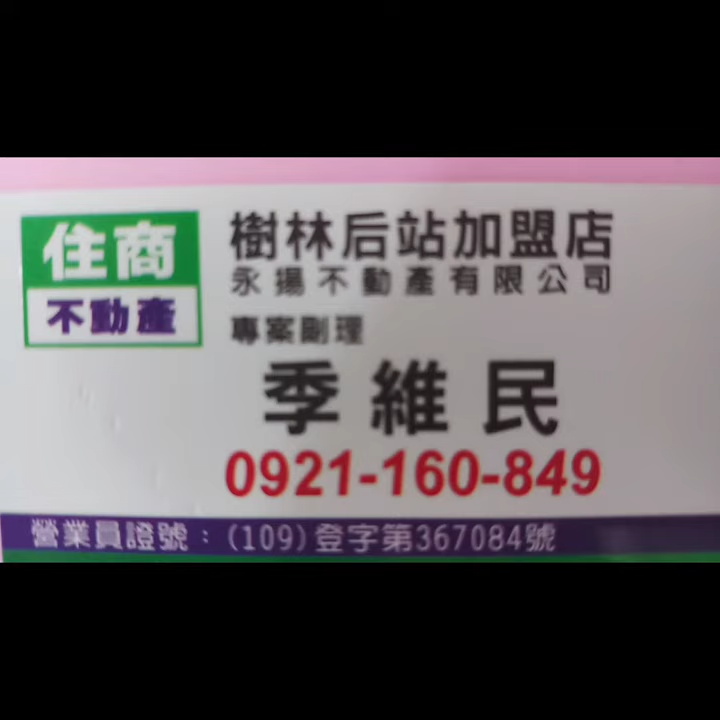 住商
不動產
樹林后站加盟店
永揚不動產有限公司
專案副理
季維民
0921-160-849
營業員證號：(109)登字第367084號